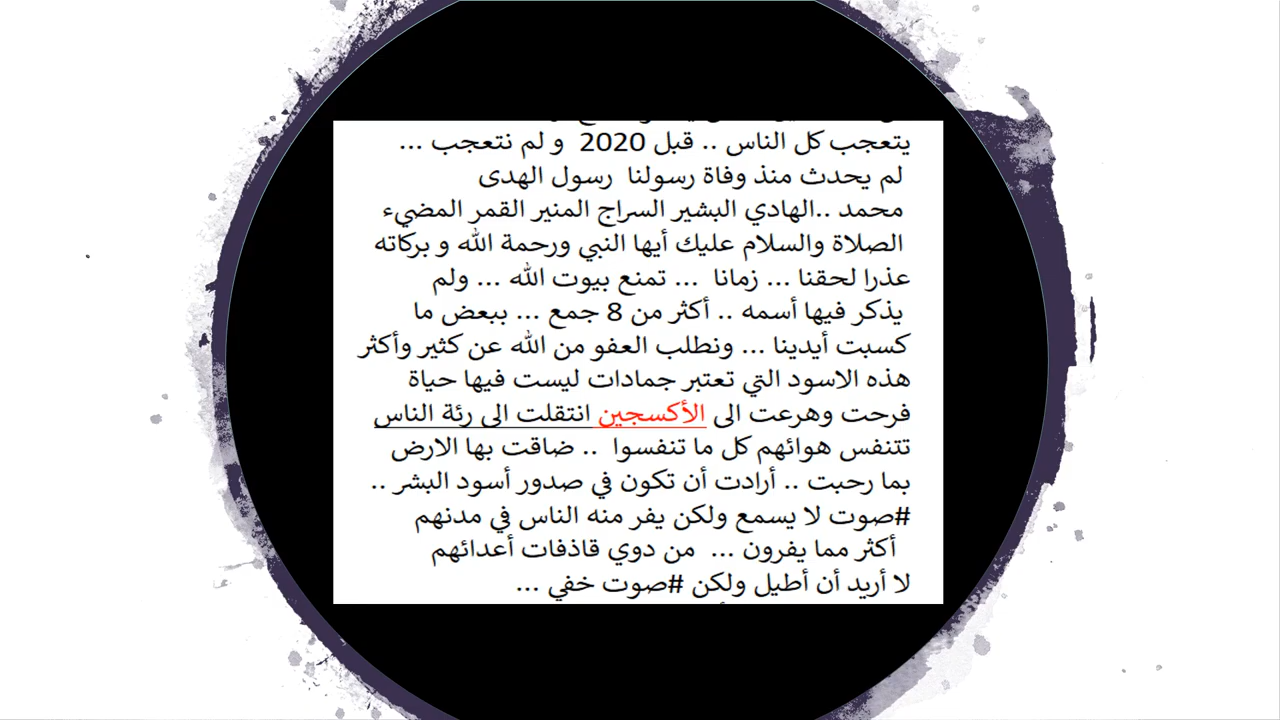 يتعجب كل الناس .. قبل 2020 و لم نتعجب ...
لم يحدث منذ وفاة رسولنا رسول الهدى
محمد ..الهادي البشير السراج المنير القمر المضيء
الصلاة والسلام عليك أيها النبي ورحمة الله و بركاته
عذرا لحقنا ... زمانا ... تمنع بيوت الله ... ولم
يذكر فيها أسمه .. أكثر من 8 جمع ... ببعض ما
كسبت أيدينا ... ونطلب العفو من الله عن كثير وأكثر
هذه الاسود التي تعتبر جمادات ليست فيها حياة
فرحت وهرعت الى الأكسجين انتقلت الى رئة الناس
تتنفس هوائهم كل ما تنفسوا .. ضاقت بها الارض
بما رحبت .. أرادت أن تكون في صدور أسود البشر ..
#صوت لا يسمع ولكن يفر منه الناس في مدنهم
أكثر مما يفرون ... من دوي قاذفات أعدائهم
لا أريد أن أطيل ولكن #صوت خفي ...